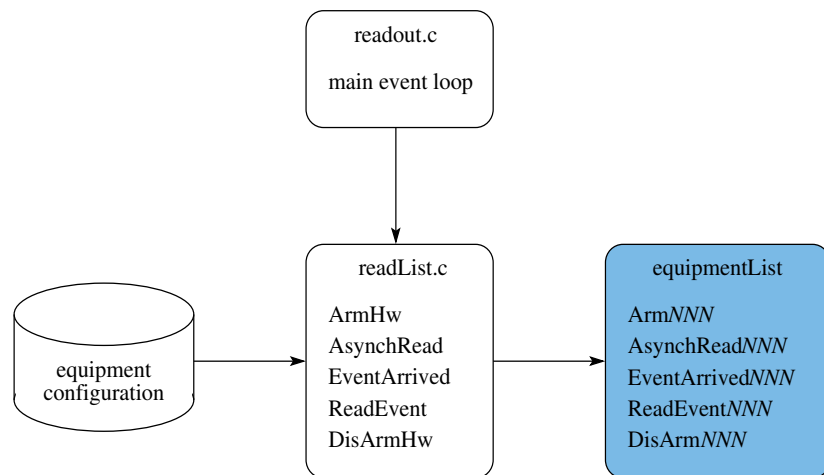 readout.c
main event loop
readList.c
ArmHw
AsynchRead
EventArrived
ReadEvent
DisArmHw
equipmentList
ArmNNN
AsynchReadNNN
EventArrivedNNN
ReadEventNNN
DisArmNNN
equipment
configuration